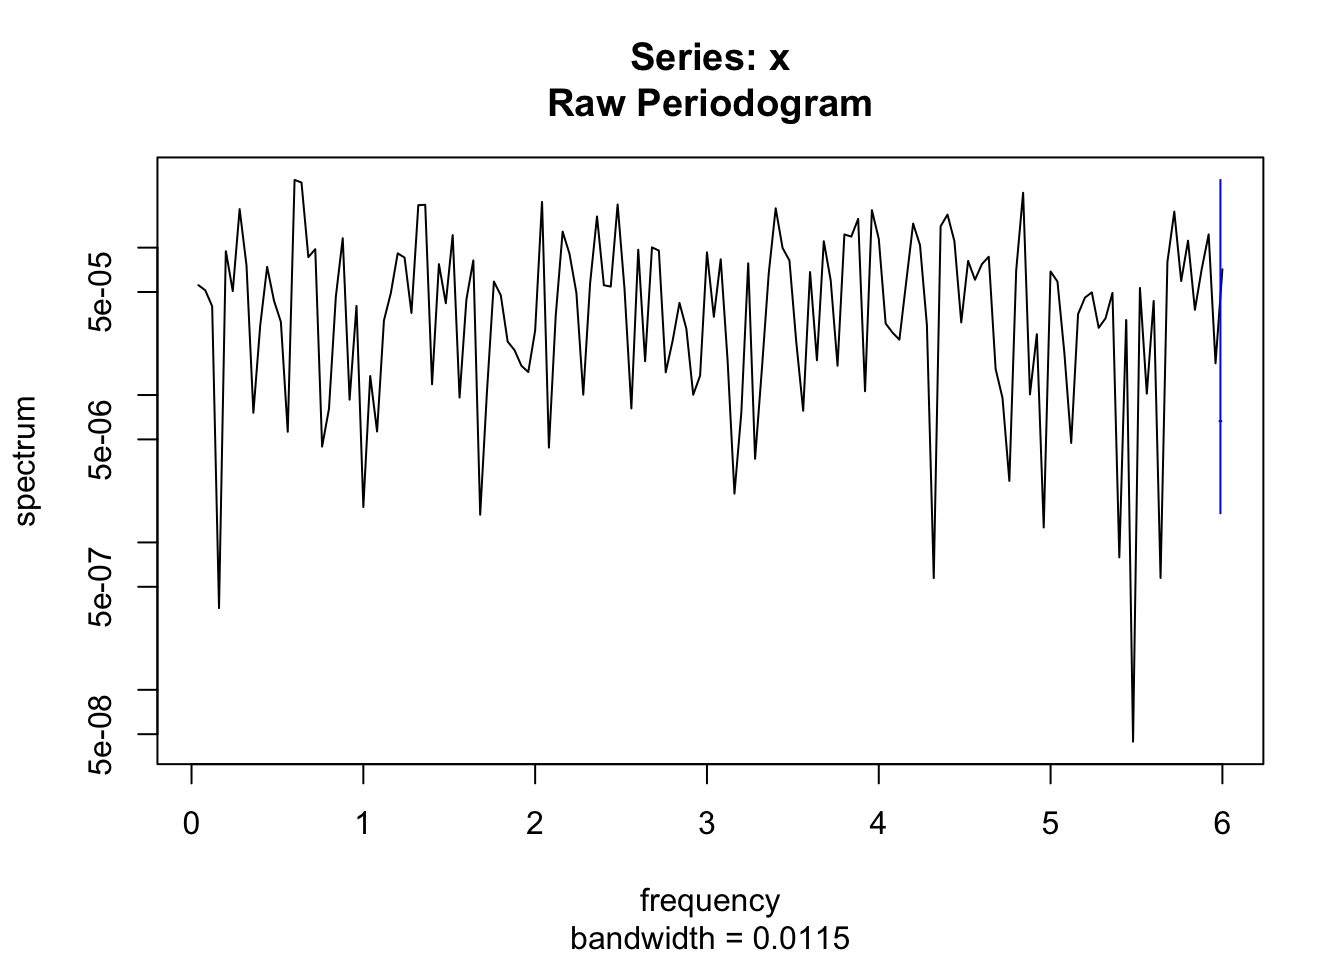 Series: x
Raw Periodogram
spectrum
5e-05
5e-06
5e-07
5e-08
0 1 2 3 4 5 6
frequency
bandwidth = 0.0115